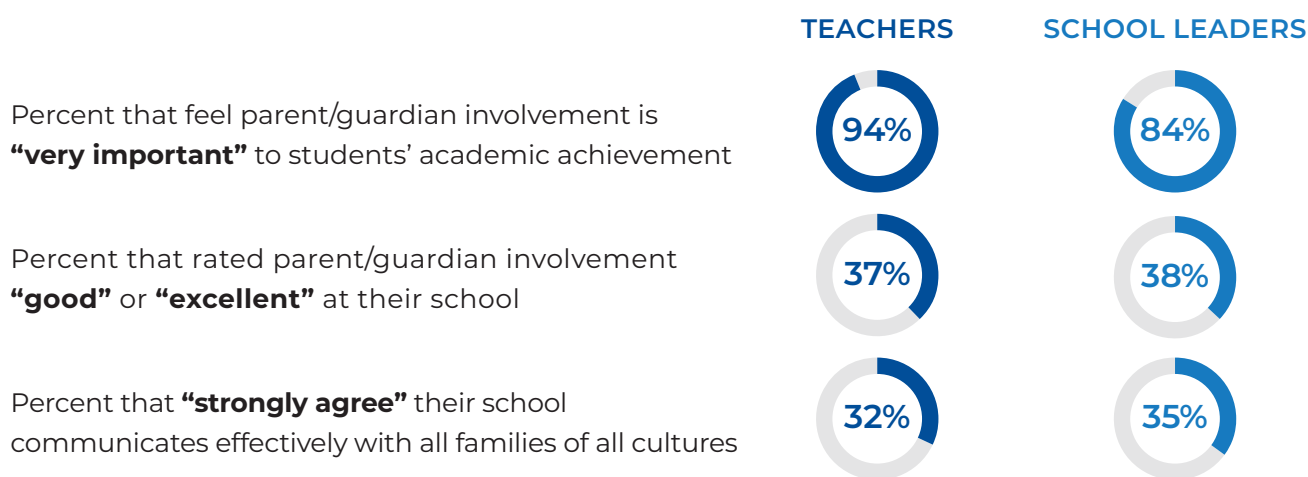 TEACHERS SCHOOL LEADERS
Percent that feel parent/guardian involvement is
“very important” to students’ academic achievement
94% 84%
Percent that rated parent/guardian involvement
“good” or “excellent” at their school
37% 38%
Percent that “strongly agree” their school
communicates effectively with all families of all cultures
32% 35%